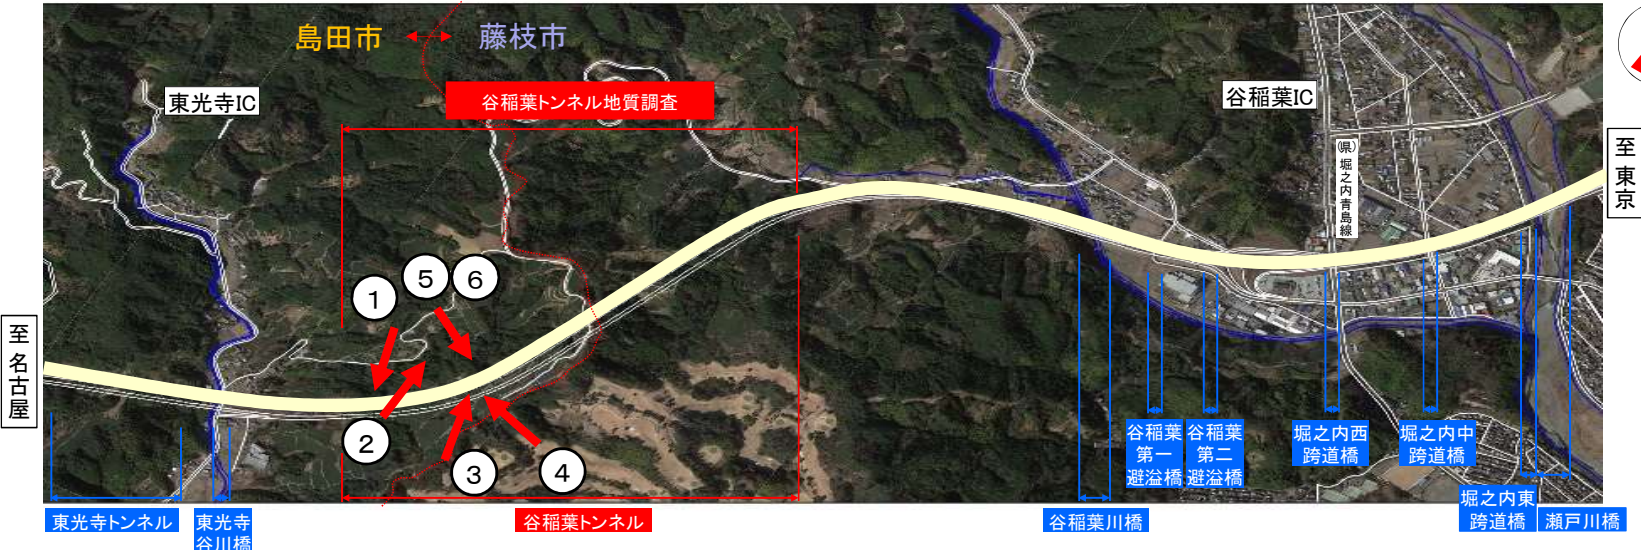 島田市
藤枝市
谷稲葉トンネル地質調査
東光寺IC
谷稲葉IC
(県)堀之内青島線
至東京
至名古屋
①
⑤
⑥
②
③
④
谷稲葉
第一
避溢橋
谷稲葉
第二
避溢橋
堀之内西
跨道橋
堀之内中
跨道橋
堀之内東
跨道橋
瀬戸川橋
東光寺トンネル
東光寺
谷川橋
谷稲葉トンネル
谷稲葉川橋